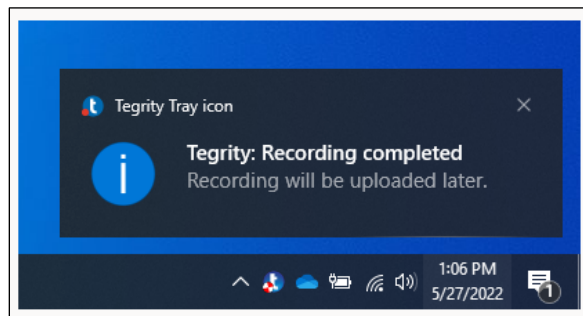 Tegrity Tray icon
Tegrity: Recording completed
Recording will be uploaded later.
1:06 PM
5/27/2022
1